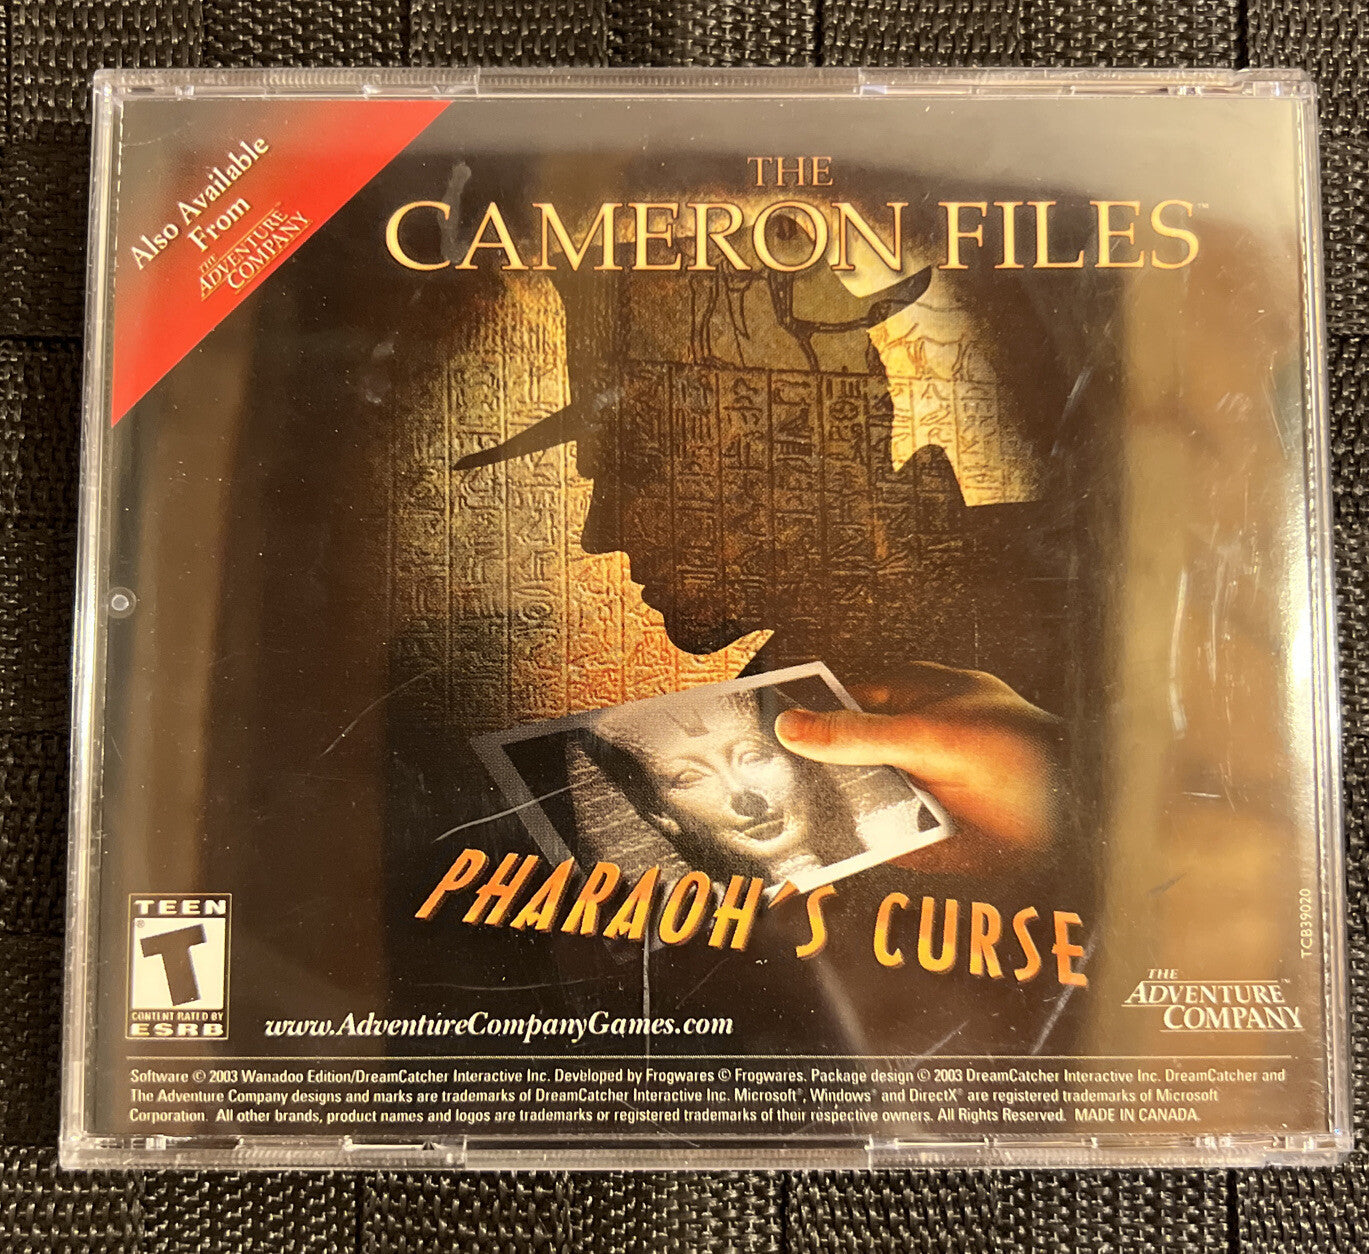 Also Available
From
THE
ADVENTURE
COMPANY™
THE
CAMERON FILES™
PHARAOH'S CURSE
TEEN
T
®
CONTENT RATED BY
ESRB
www.AdventureCompanyGames.com
THE
ADVENTURE™
COMPANY
TCB39020
Software © 2003 Wanadoo Edition/DreamCatcher Interactive Inc. Developed by Frogwares © Frogwares. Package design © 2003 DreamCatcher Interactive Inc. DreamCatcher and
The Adventure Company designs and marks are trademarks of DreamCatcher Interactive Inc. Microsoft®, Windows® and DirectX® are registered trademarks of Microsoft
Corporation. All other brands, product names and logos are trademarks or registered trademarks of their respective owners. All Rights Reserved. MADE IN CANADA.